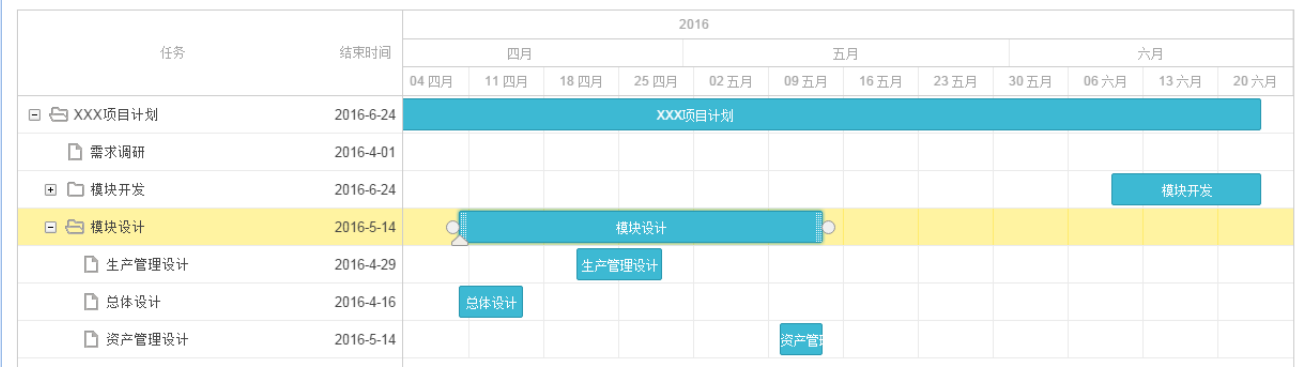 2016
任务 结束时间 四月 五月 六月
04 四月 11 四月 18 四月 25 四月 02 五月 09 五月 16 五月 23 五月 30 五月 06 六月 13 六月 20 六月
XXX项目计划 2016-6-24 XXX项目计划
需求调研 2016-4-01
模块开发 2016-6-24 模块开发
模块设计 2016-5-14 模块设计
生产管理设计 2016-4-29 生产管理设计
总体设计 2016-4-16 总体设计
资产管理设计 2016-5-14 资产管